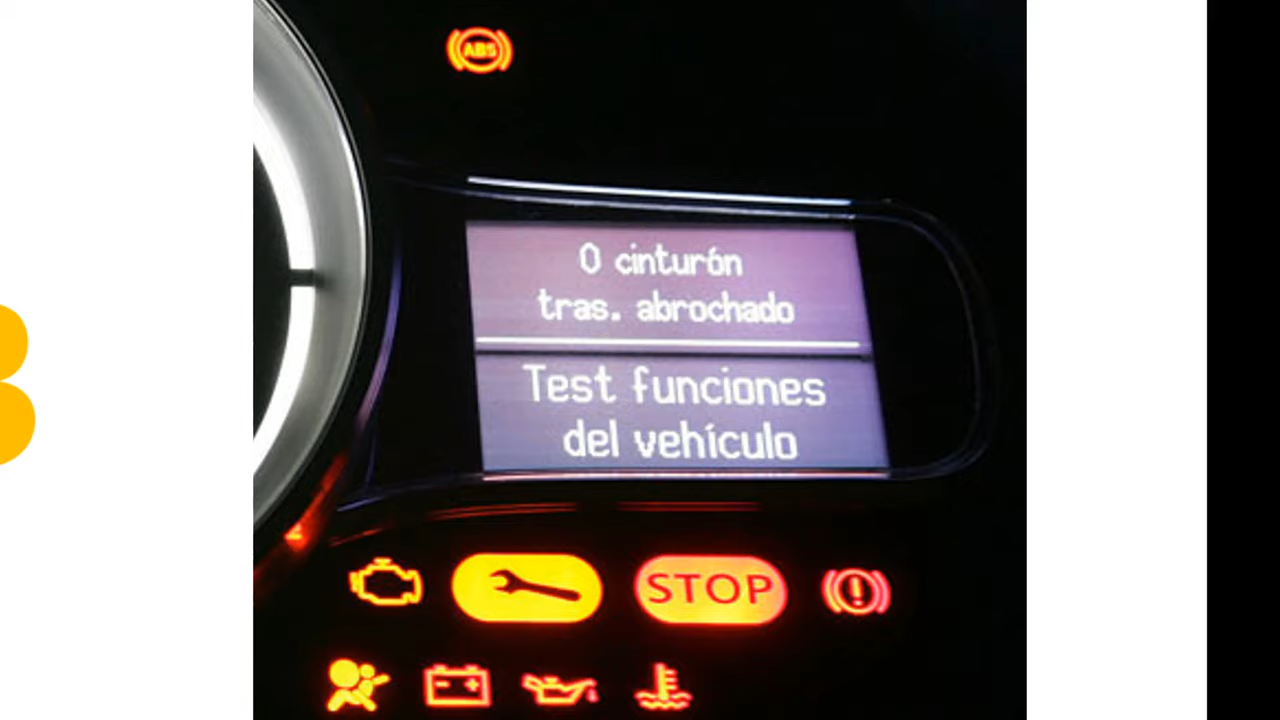 ABS
0 cinturón
tras. abrochado
Test funciones
del vehículo
STOP